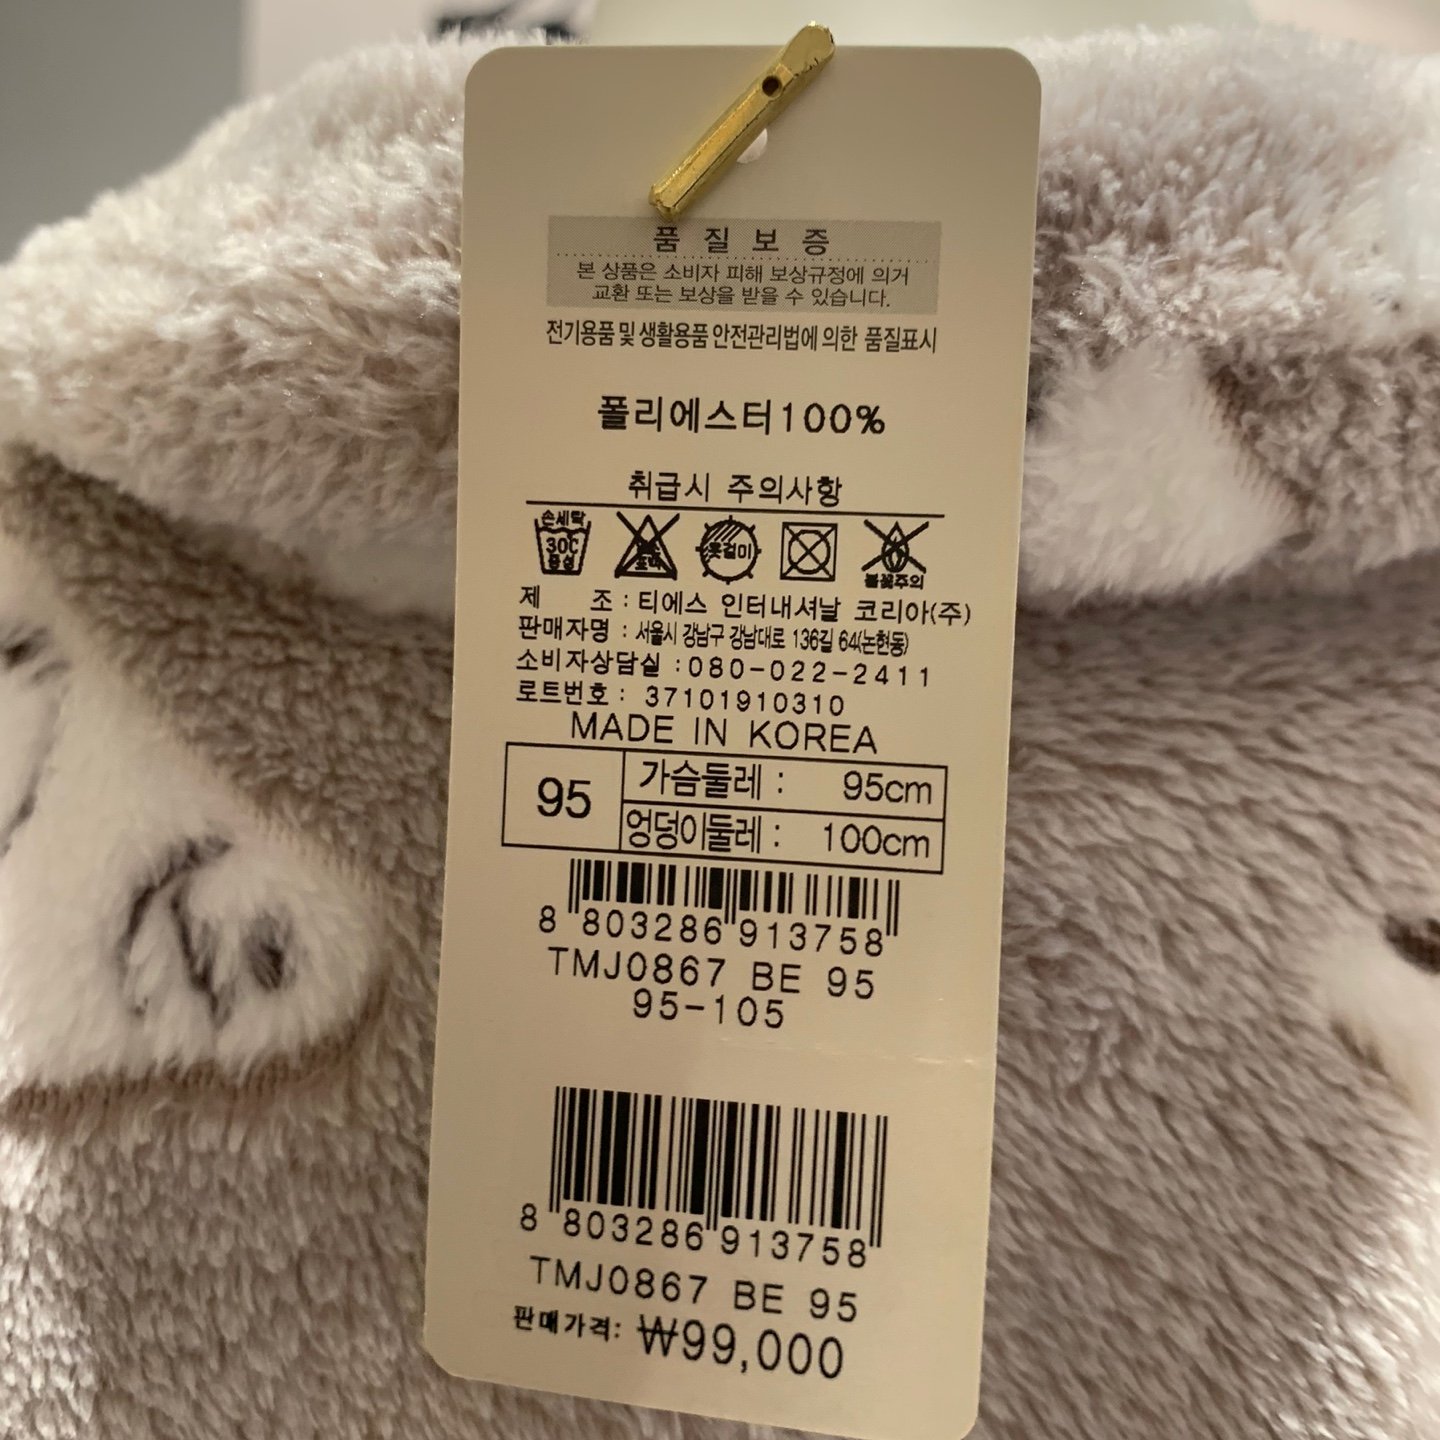 품질보증
본 상품은 소비자 피해 보상규정에 의거
교환 또는 보상을 받을 수 있습니다.
전기용품 및 생활용품 안전관리법에 의한 품질표시
폴리에스터100%
취급시 주의사항
손세탁
30C
중성
옷걸이
불꽃주의
제 조 : 티에스 인터내셔날 코리아(주)
판매자명 : 서울시 강남구 강남대로 136길 64(논현동)
소비자상담실 :080-022-2411
로트번호 : 37101910310
MADE IN KOREA
95
가슴둘레 : 95cm
엉덩이둘레 : 100cm
8 803286 913758
TMJ0867 BE 95
95-105
8 803286 913758
TMJ0867 BE 95
판매가격: ₩99,000